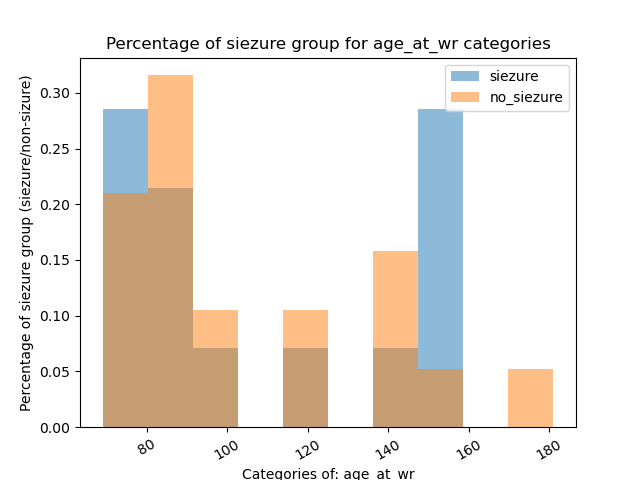 Percentage of siezure group for age_at_wr categories
siezure
no_siezure
Percentage of siezure group (siezure/non-sizure)
0.30
0.25
0.20
0.15
0.10
0.05
0.00
80
100
120
140
160
180
Categories of: age_at_wr